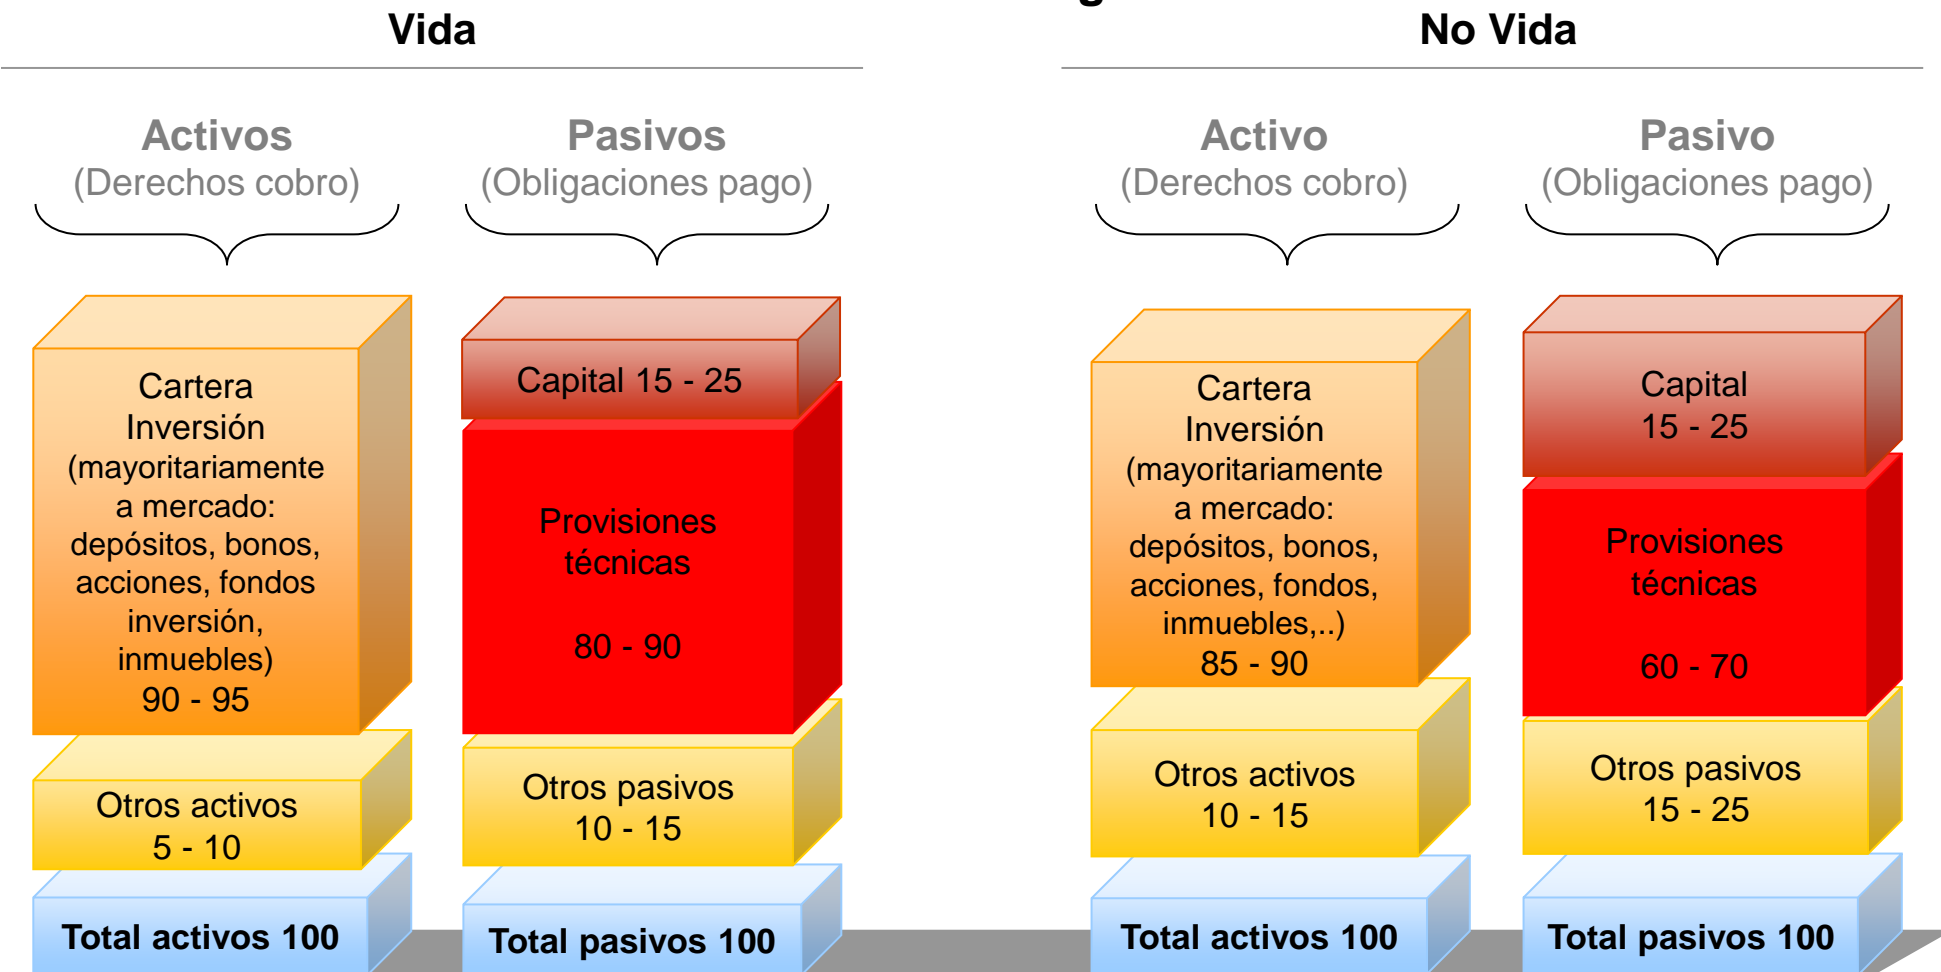 Vida
Activos
(Derechos cobro)
Pasivos
(Obligaciones pago)
Cartera
Inversión
(mayoritariamente
a mercado:
depósitos, bonos,
acciones, fondos
inversión,
inmuebles)
90 - 95
Otros activos
5 - 10
Total activos 100
Capital 15 - 25
Provisiones
técnicas
80 - 90
Otros pasivos
10 - 15
Total pasivos 100
No Vida
Activo
(Derechos cobro)
Pasivo
(Obligaciones pago)
Cartera
Inversión
(mayoritariamente
a mercado:
depósitos, bonos,
acciones, fondos,
inmuebles,..)
85 - 90
Otros activos
10 - 15
Total activos 100
Capital
15 - 25
Provisiones
técnicas
60 - 70
Otros pasivos
15 - 25
Total pasivos 100